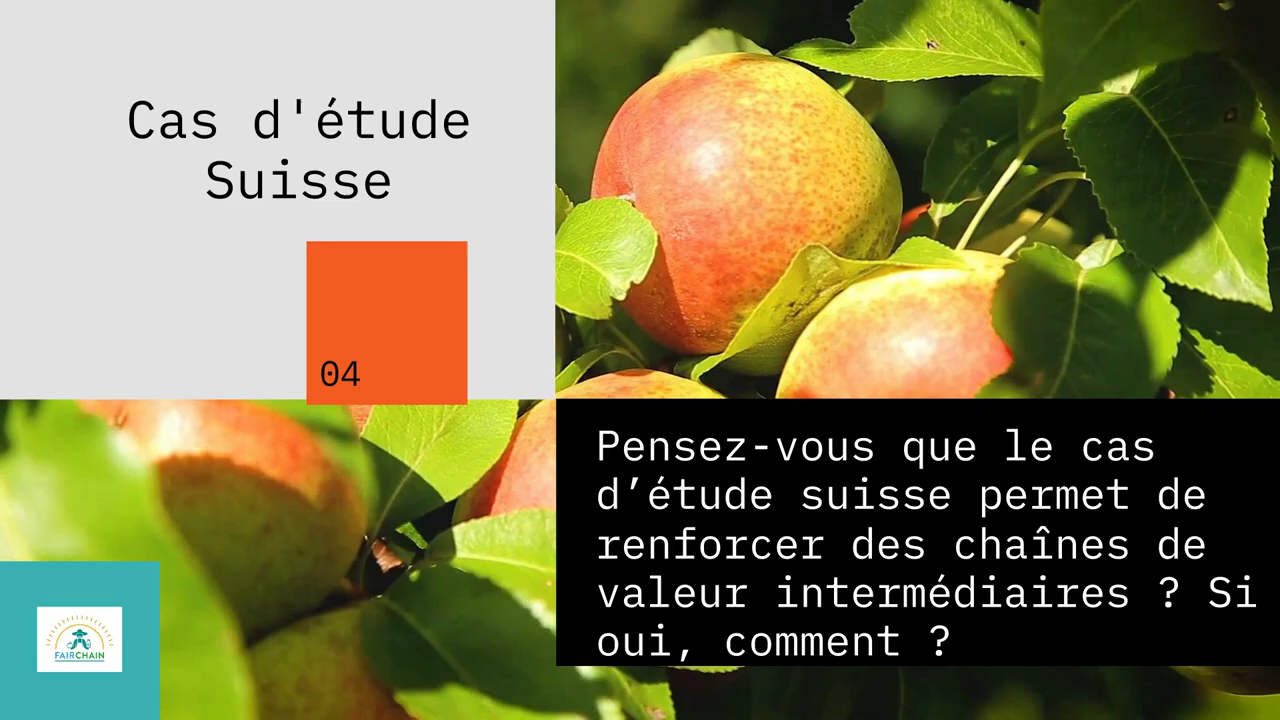 Cas d'étude
Suisse
04
Pensez-vous que le cas
d’étude suisse permet de
renforcer des chaînes de
valeur intermédiaires ? Si
oui, comment ?
FAIRCHAIN